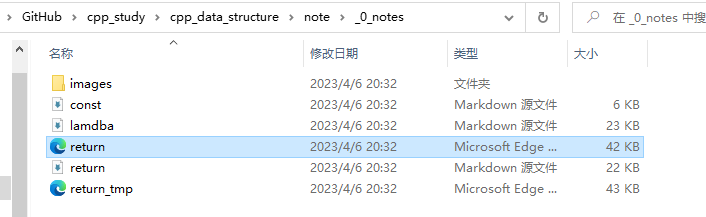 GitHub > cpp_study > cpp_data_structure > note > _0_notes
在 _0_notes 中搜
名称 修改日期 类型 大小
images 2023/4/6 20:32 文件夹
const 2023/4/6 20:32 Markdown 源文件 6 KB
lamdba 2023/4/6 20:32 Markdown 源文件 23 KB
return 2023/4/6 20:32 Microsoft Edge ... 42 KB
return 2023/4/6 20:32 Markdown 源文件 22 KB
return_tmp 2023/4/6 20:32 Microsoft Edge ... 43 KB